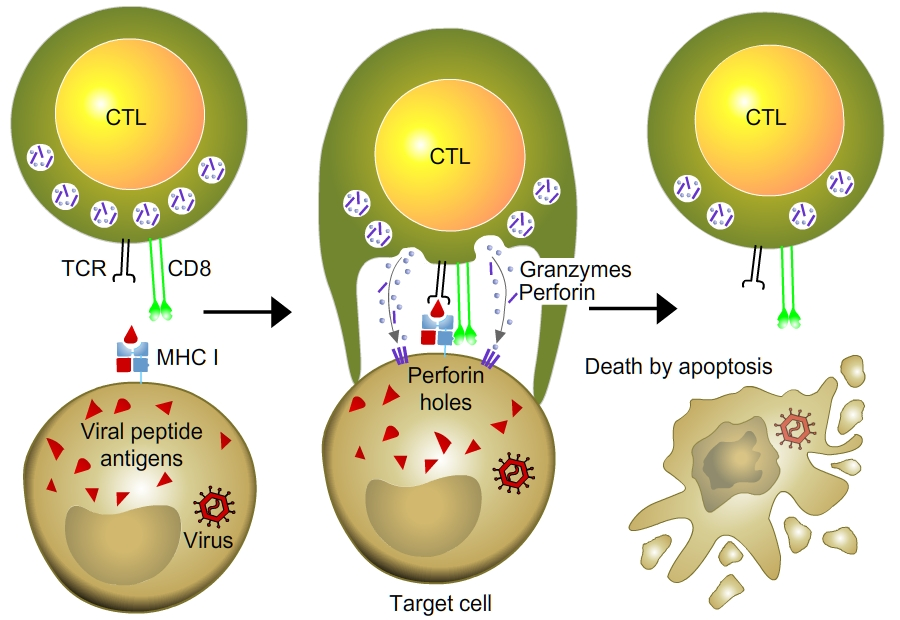 CTL
TCR
CD8
MHC I
Viral peptide
antigens
Virus
CTL
Granzymes
Perforin
Perforin
holes
Target cell
CTL
Death by apoptosis